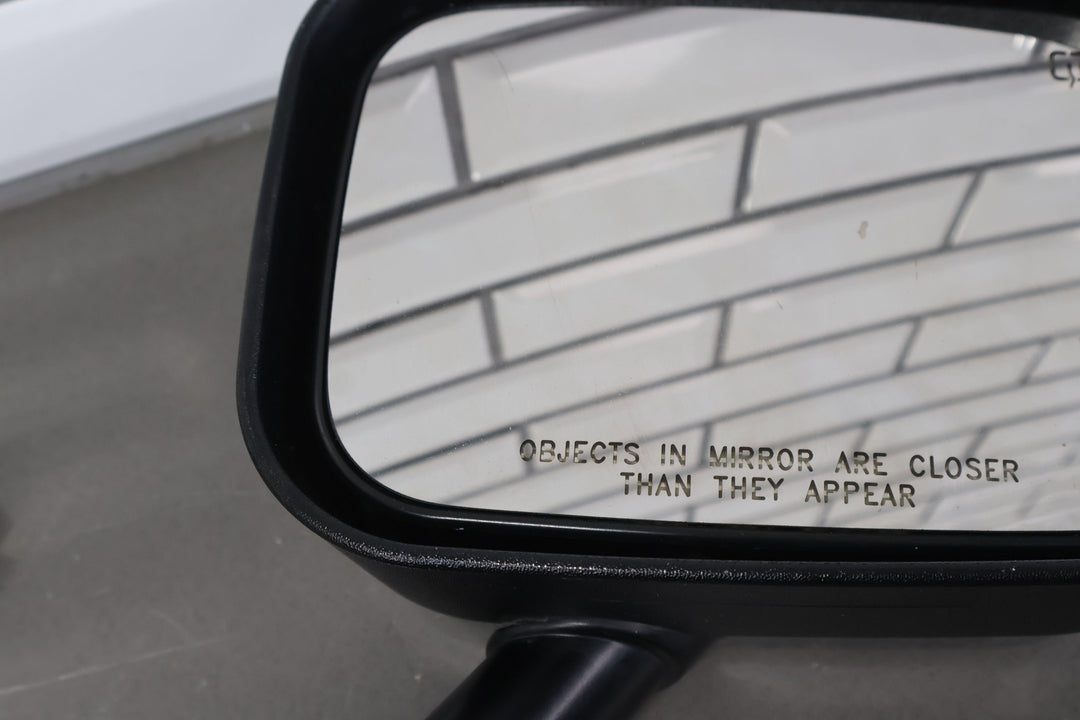 OBJECTS IN MIRROR ARE CLOSER
THAN THEY APPEAR